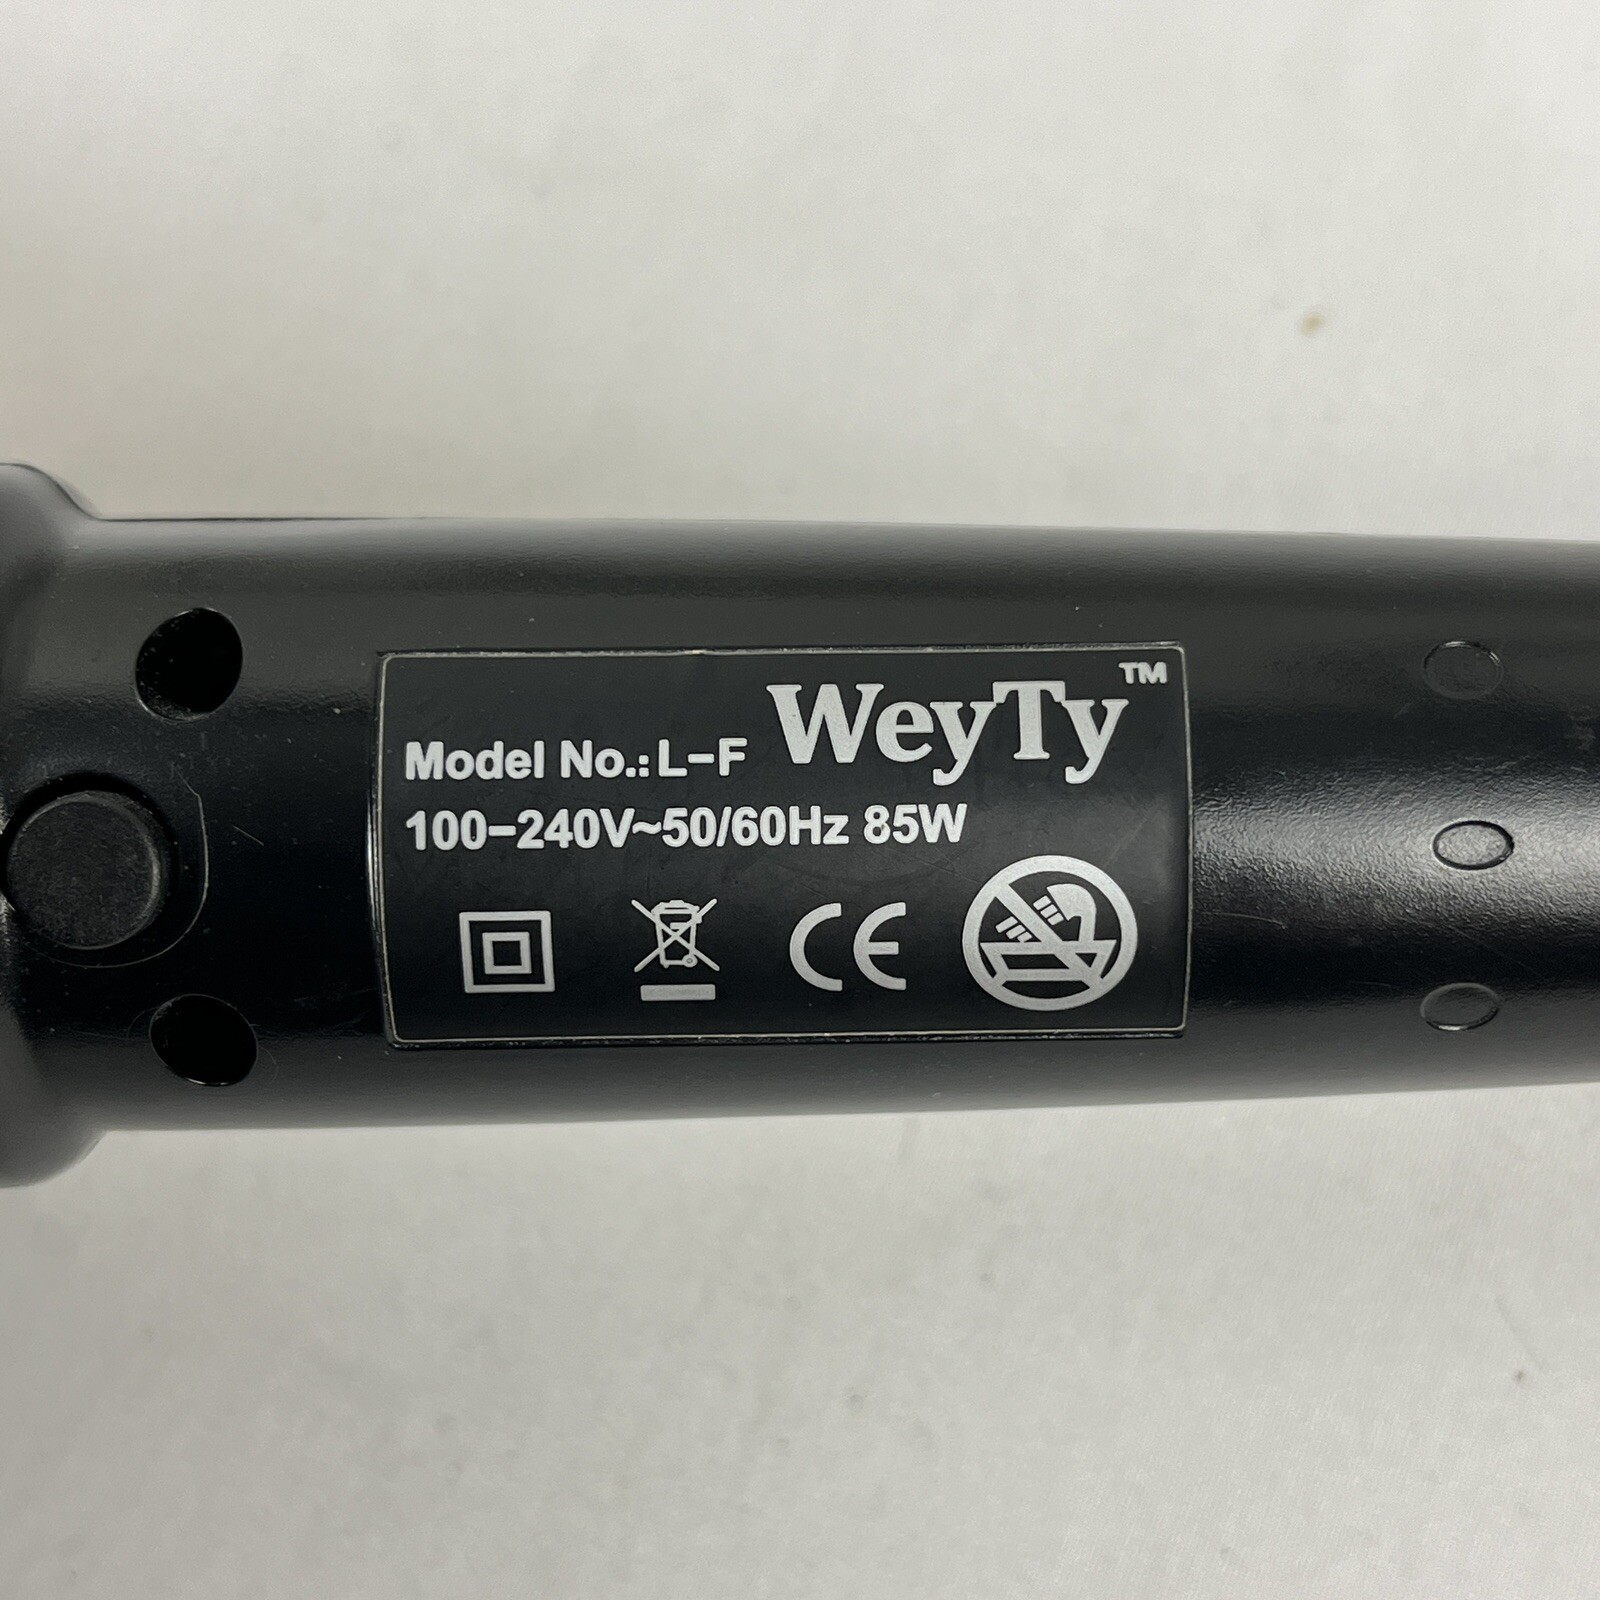 WeyTy™
Model No.:L-F
100-240V~50/60Hz 85W
CE